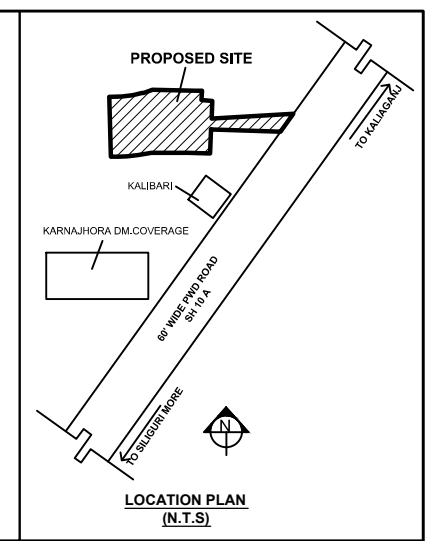 PROPOSED SITE
TO KALIAGANJ
KALIBARI
KARNAJHORA DM.COVERAGE
60' WIDE PWD ROAD
SH 10 A
TO SILIGURI MORE
N
LOCATION PLAN
(N.T.S)